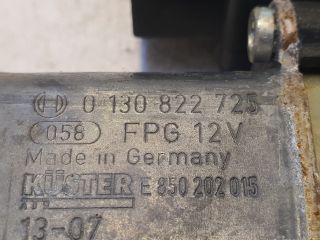 0 130 822 725
058 FPG 12V
Made in Germany
KÜSTER E 850 202 015
13-07